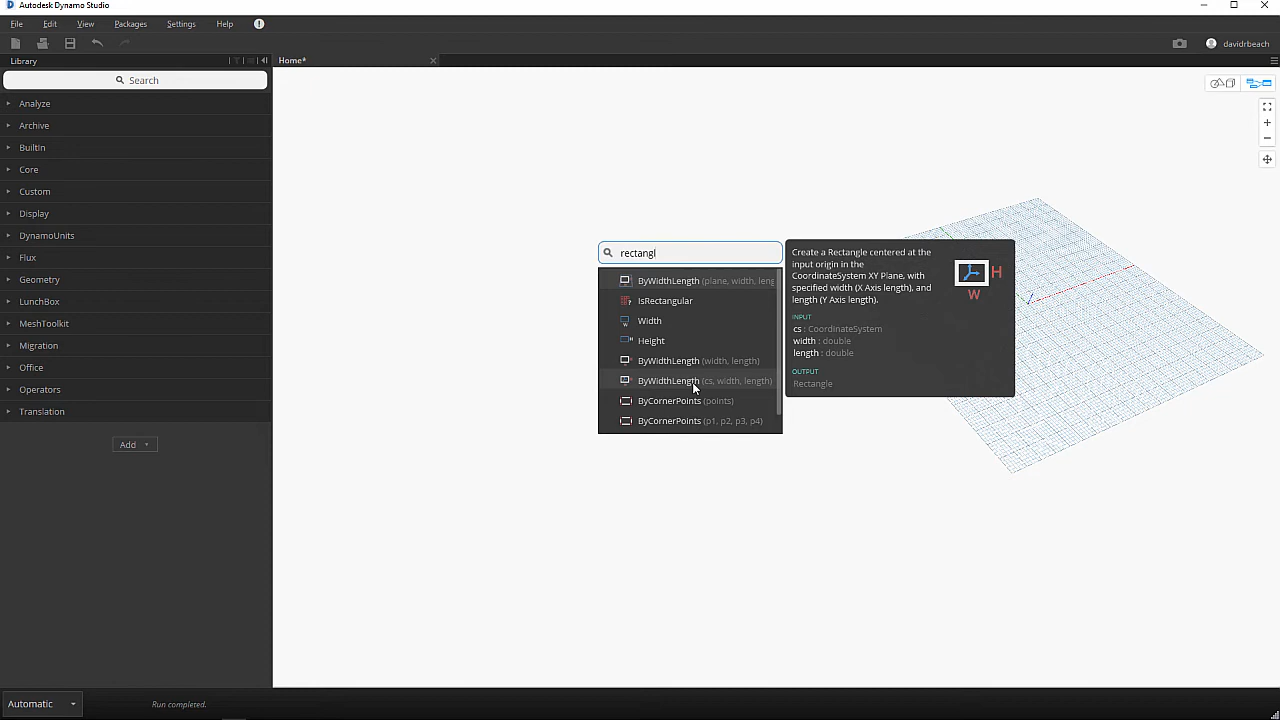 Autodesk Dynamo Studio
File Edit View Packages Settings Help
davidrbeach
Library
Home*
Search
Analyze
Archive
BuiltIn
Core
Custom
Display
DynamoUnits
Flux
Geometry
LunchBox
MeshToolkit
Migration
Office
Operators
Translation
Add
rectangl
ByWidthLength (plane, width, leng
IsRectangular
Width
Height
ByWidthLength (width, length)
ByWidthLength (cs, width, length)
ByCornerPoints (points)
ByCornerPoints (p1, p2, p3, p4)
Create a Rectangle centered at the
input origin in the
CoordinateSystem XY Plane, with
specified width (X Axis length), and
length (Y Axis length).
H
W
INPUT
cs : CoordinateSystem
width : double
length : double
OUTPUT
Rectangle
Automatic
Run completed.